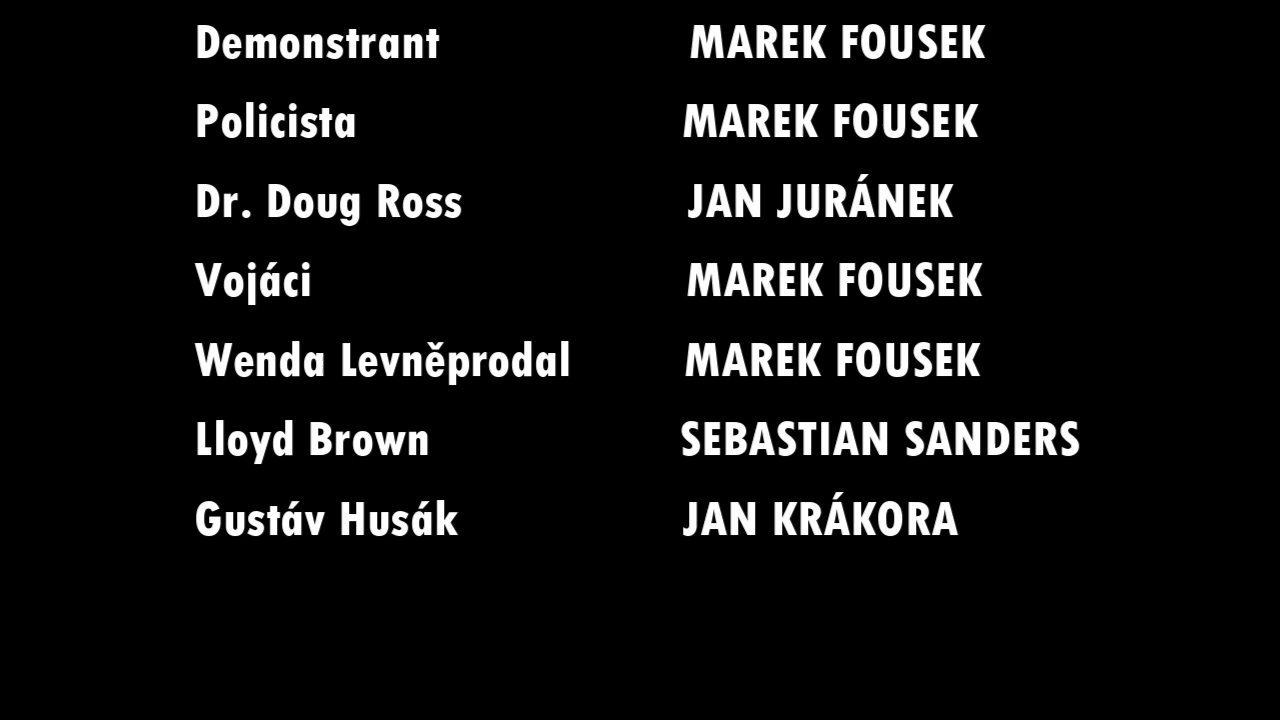 Demonstrant MAREK FOUSEK
Policista MAREK FOUSEK
Dr. Doug Ross JAN JURÁNEK
Vojáci MAREK FOUSEK
Wenda Levněprodal MAREK FOUSEK
Lloyd Brown SEBASTIAN SANDERS
Gustáv Husák JAN KRÁKORA